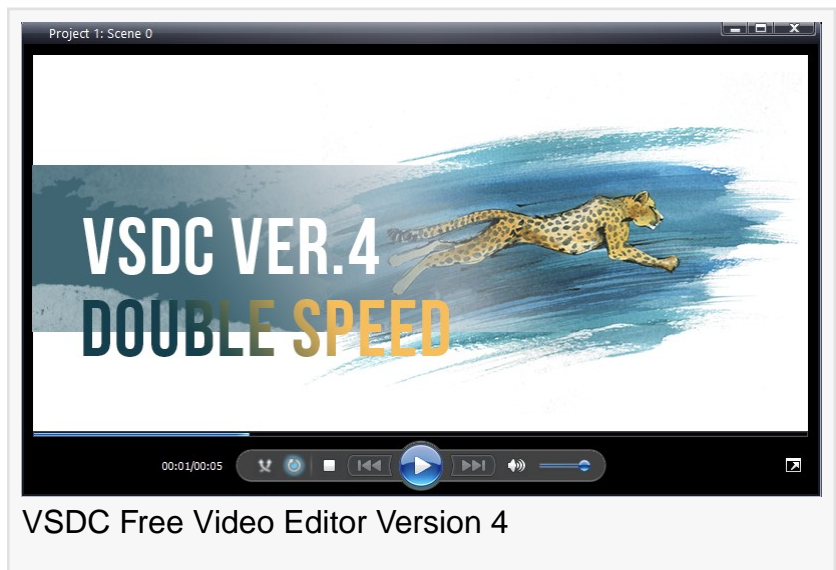 Project 1: Scene 0
VSDC VER.4
DOUBLE SPEED
00:01/00:05
VSDC Free Video Editor Version 4